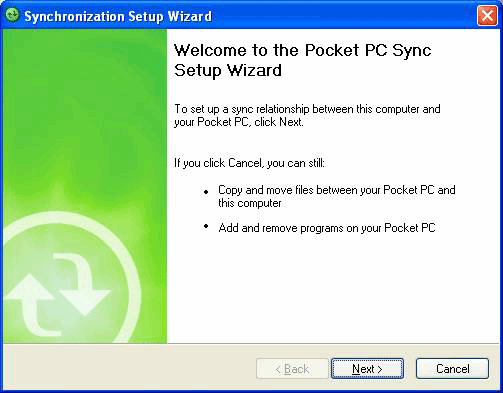 Synchronization Setup Wizard
Welcome to the Pocket PC Sync
Setup Wizard
To set up a sync relationship between this computer and
your Pocket PC, click Next.
If you click Cancel, you can still:
• Copy and move files between your Pocket PC and
this computer
• Add and remove programs on your Pocket PC
< Back
Next >
Cancel